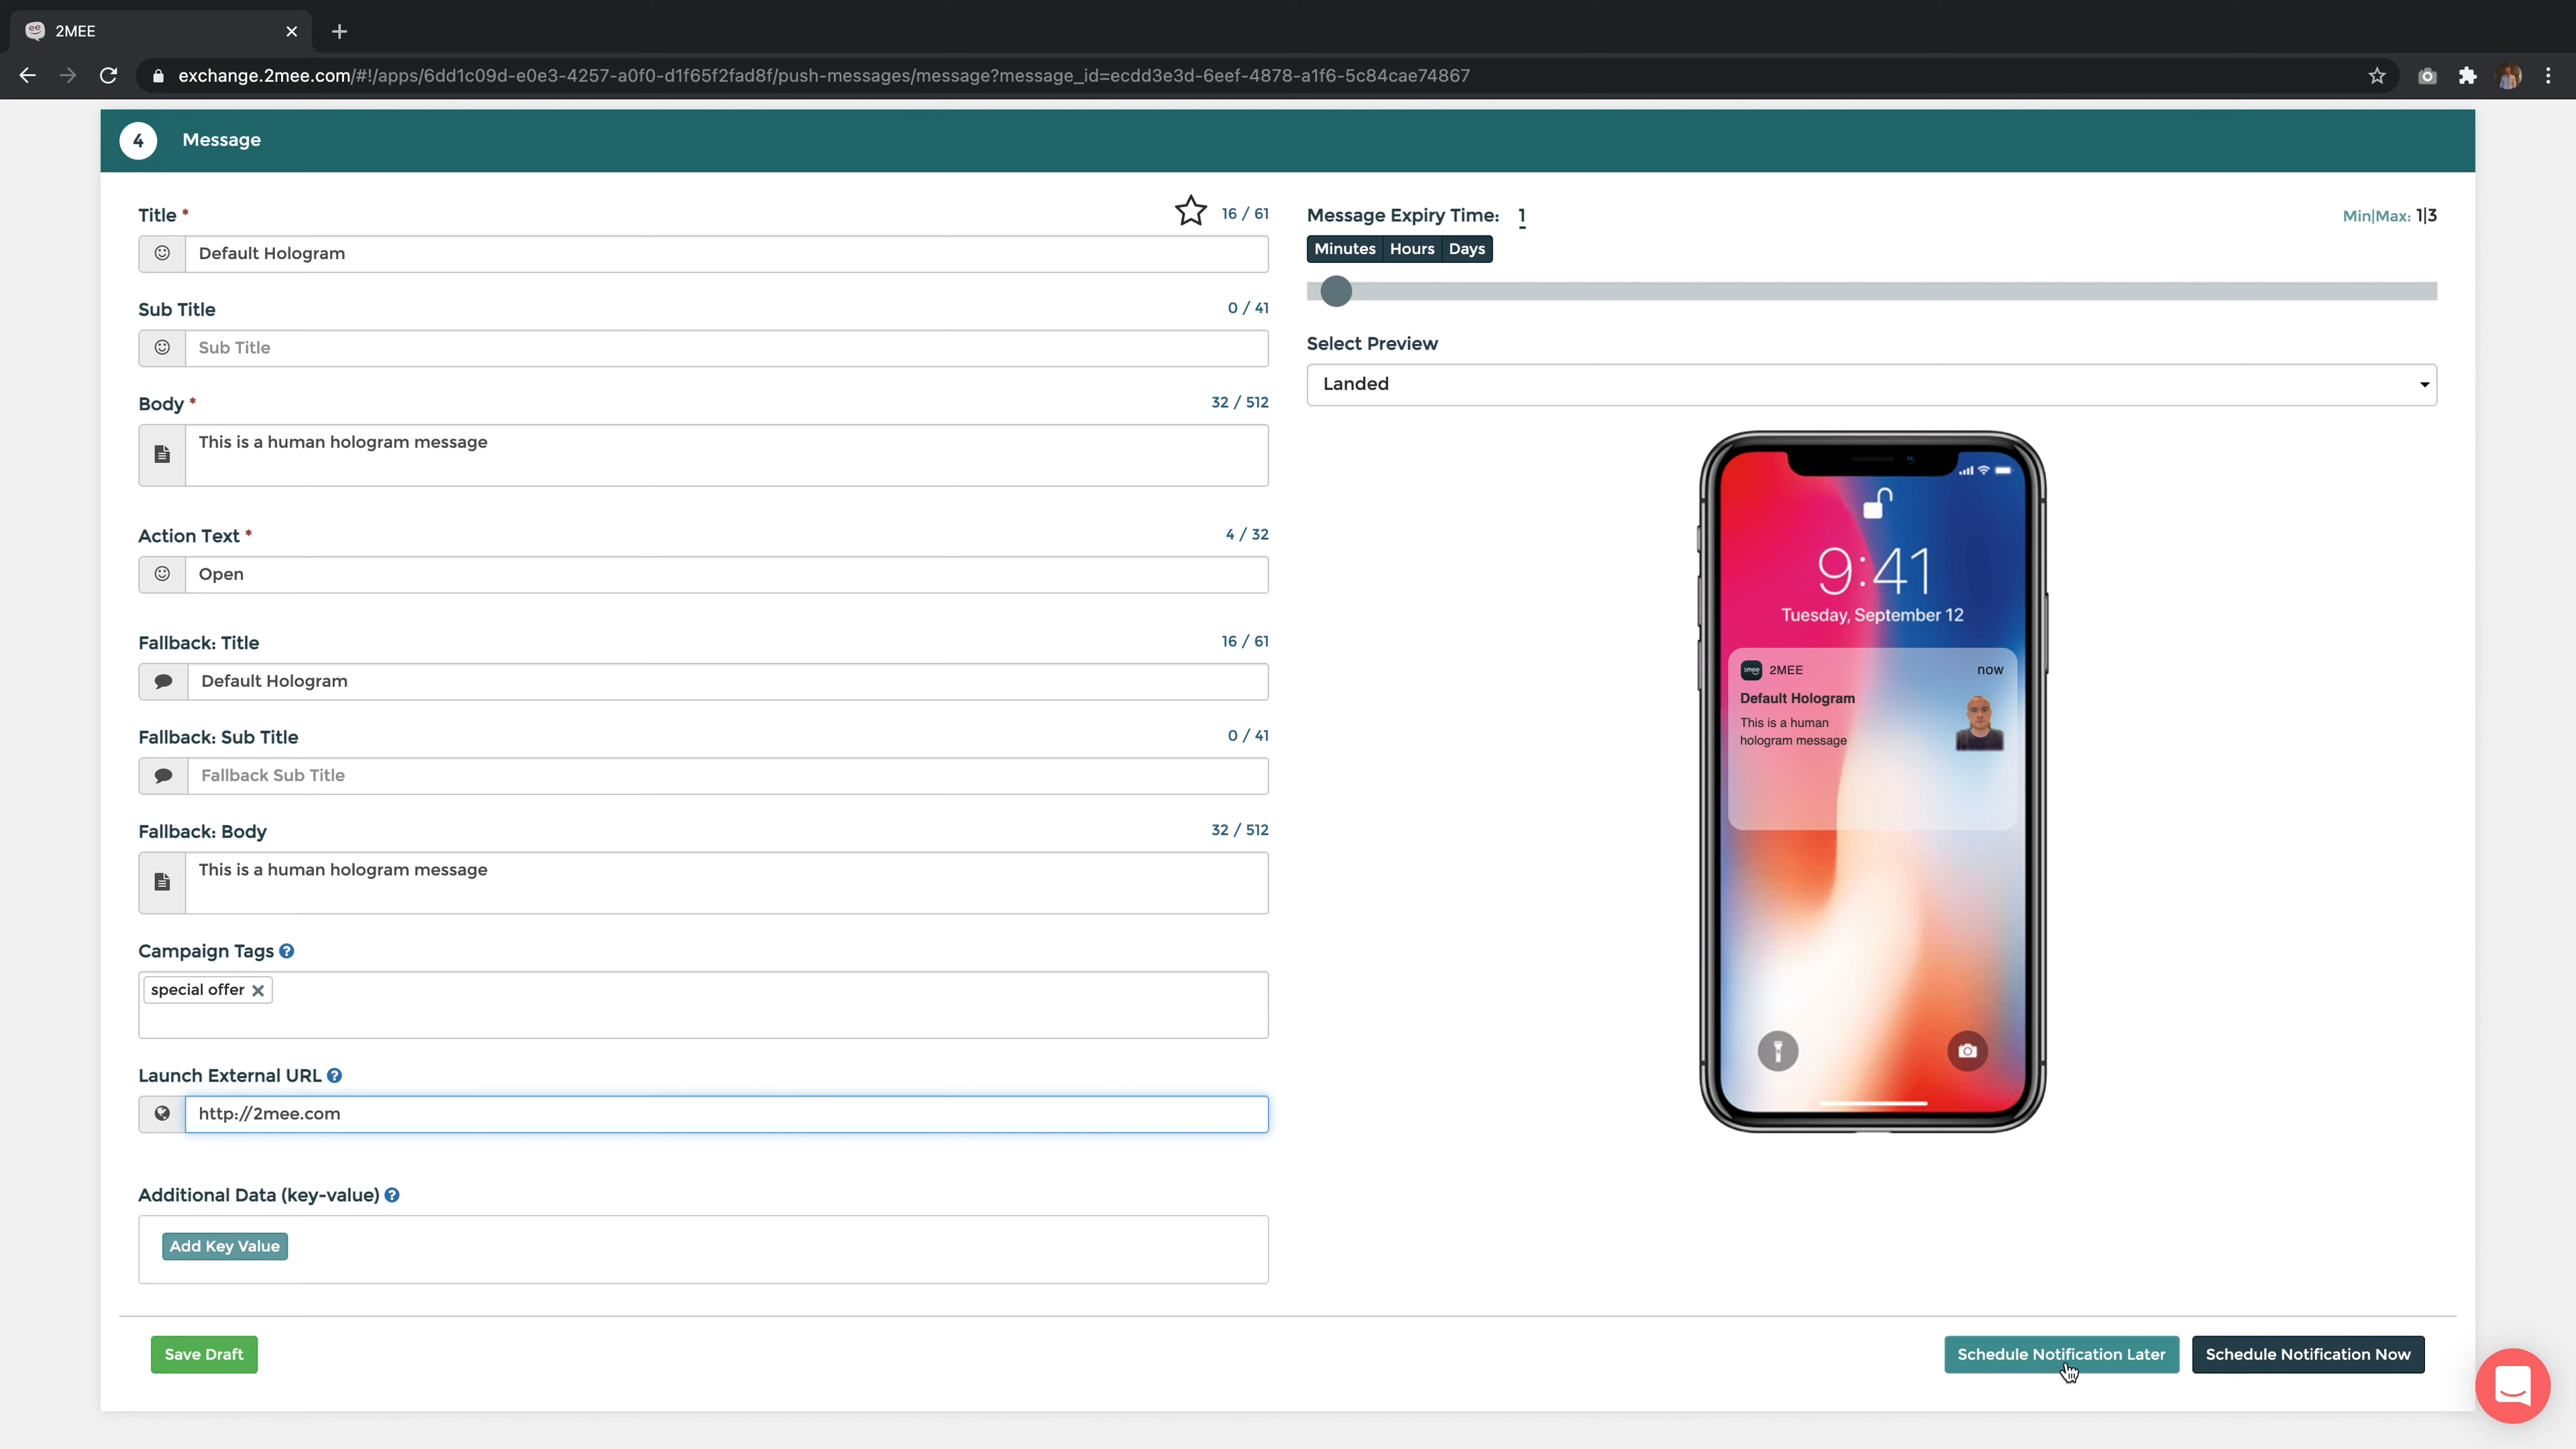 2MEE
exchange.2mee.com/#!/apps/6dd1c09d-e0e3-4257-a0f0-d1f65f2fad8f/push-messages/message?message_id=ecdd3e3d-6eef-4878-a1f6-5c84cae74867
4 Message
Title * 16 / 61
Default Hologram
Sub Title 0 / 41
Sub Title
Body * 32 / 512
This is a human hologram message
Action Text * 4 / 32
Open
Fallback: Title 16 / 61
Default Hologram
Fallback: Sub Title 0 / 41
Fallback Sub Title
Fallback: Body 32 / 512
This is a human hologram message
Campaign Tags ?
special offer
Launch External URL ?
http://2mee.com
Additional Data (key-value) ?
Add Key Value
Save Draft
Message Expiry Time: 1 Min|Max: 1|3
Minutes Hours Days
Select Preview
Landed
9:41
Tuesday, September 12
2mee 2MEE now
Default Hologram
This is a human
hologram message
Schedule Notification Later Schedule Notification Now